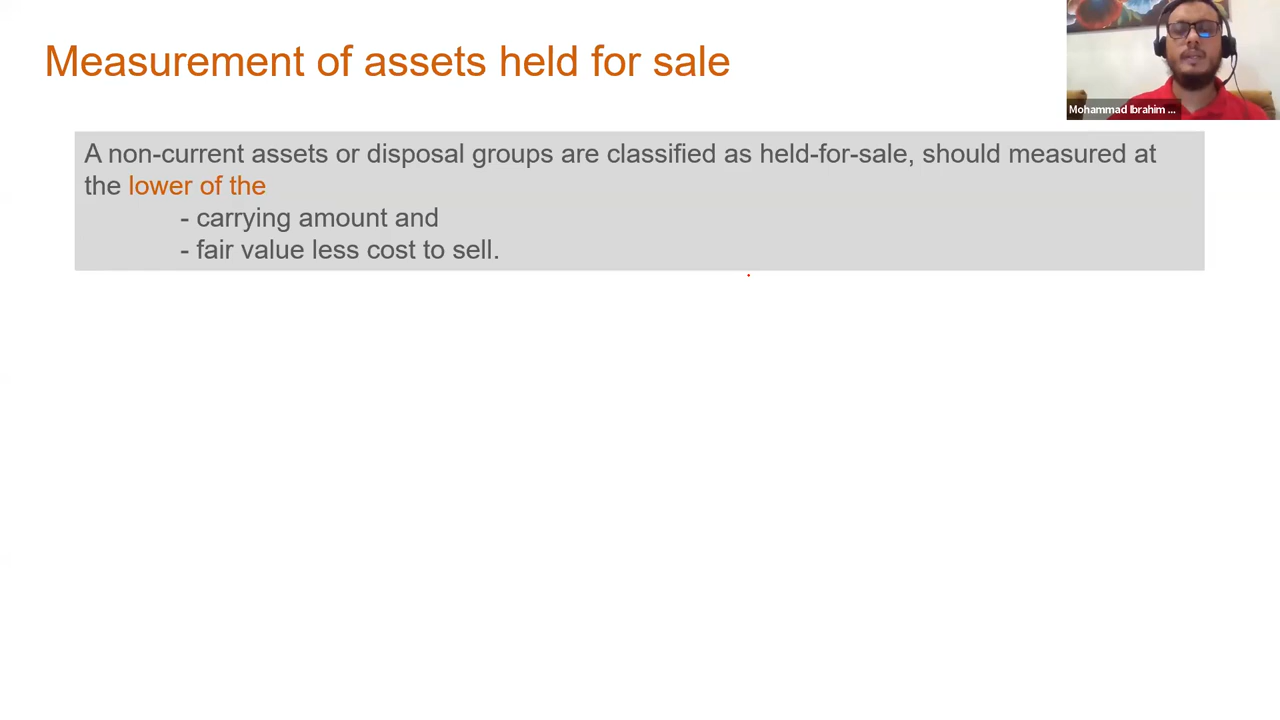 Measurement of assets held for sale
Mohammad Ibrahim ...
A non-current assets or disposal groups are classified as held-for-sale, should measured at
the lower of the
- carrying amount and
- fair value less cost to sell.